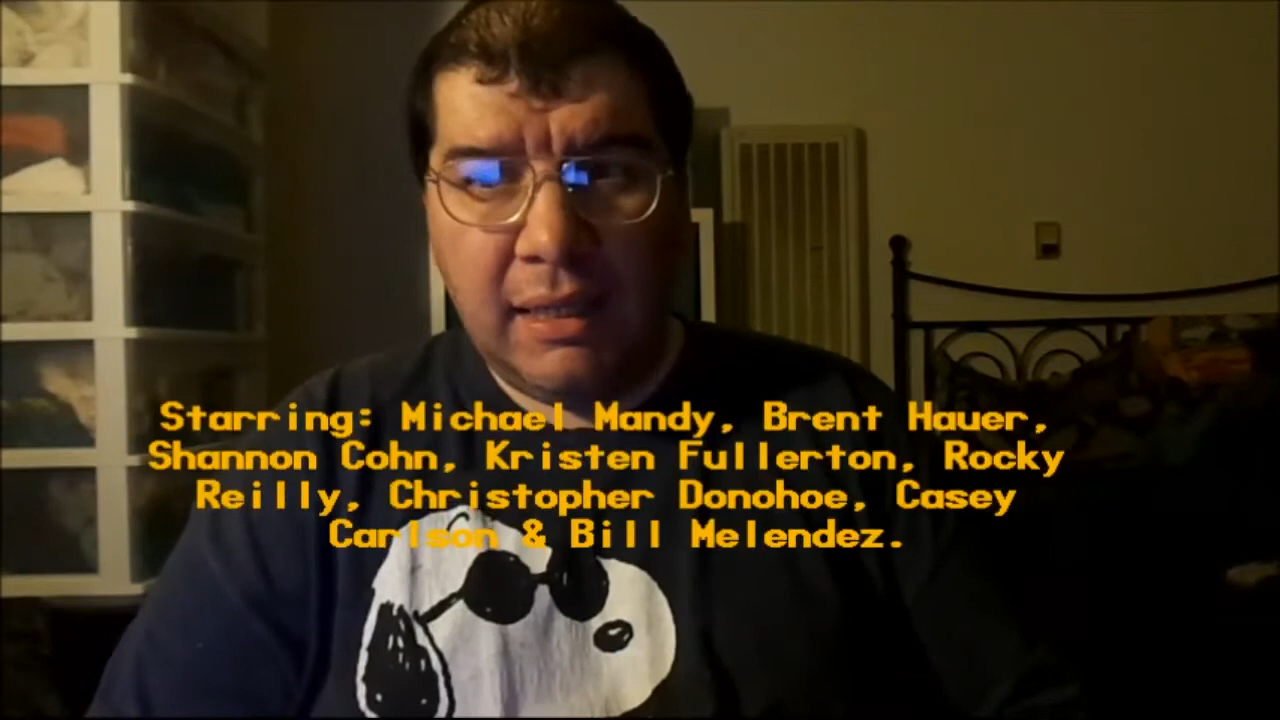 Starring: Michael Mandy, Brent Hauer,
Shannon Cohn, Kristen Fullerton, Rocky
Reilly, Christopher Donohoe, Casey
Carlson & Bill Melendez.